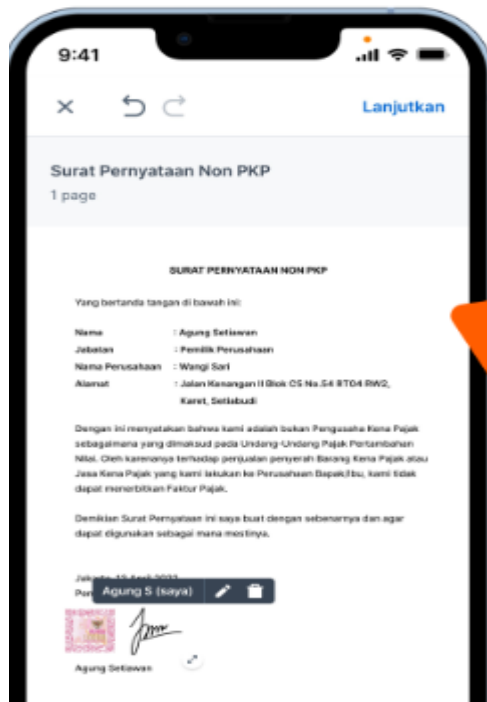 9:41
Lanjutkan
Surat Pernyataan Non PKP
1 page
SURAT PERNYATAAN NON PKP
Yang bertanda tangan di bawah ini:
Nama : Agung Setiawan
Jabatan : Pemilik Perusahaan
Nama Perusahaan : Wangi Sari
Alamat : Jalan Kenangan II Blok C5 No.54 RT04 RW2,
Karet, Setiabudi
Dengan ini menyatakan bahwa kami adalah bukan Pengusaha Kena Pajak
sebagaimana yang dimaksud pada Undang-Undang Pajak Pertambahan
Nilai. Oleh karenanya terhadap penjualan penyerah Barang Kena Pajak atau
Jasa Kena Pajak yang kami lakukan ke Perusahaan Bapak/Ibu, kami tidak
dapat menerbitkan Faktur Pajak.
Demikian Surat Pernyataan ini saya buat dengan sebenarnya dan agar
dapat digunakan sebagai mana mestinya.
Agung S (saya)
Agung Setiawan